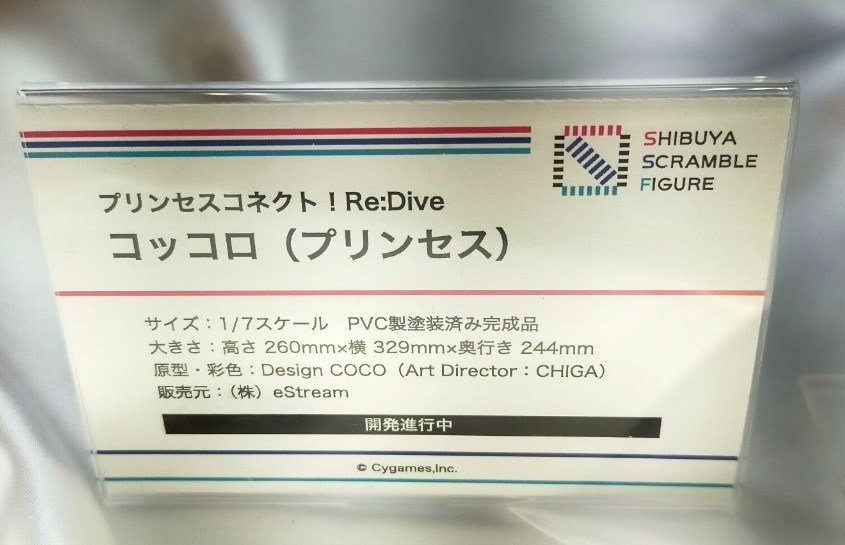 SHIBUYA
SCRAMBLE
FIGURE
プリンセスコネクト！Re:Dive
コッコロ（プリンセス）
サイズ：1/7スケール　PVC製塗装済み完成品
大きさ：高さ 260mm×横 329mm×奥行き 244mm
原型・彩色：Design COCO（Art Director：CHIGA）
販売元：（株）eStream
開発進行中
© Cygames,Inc.